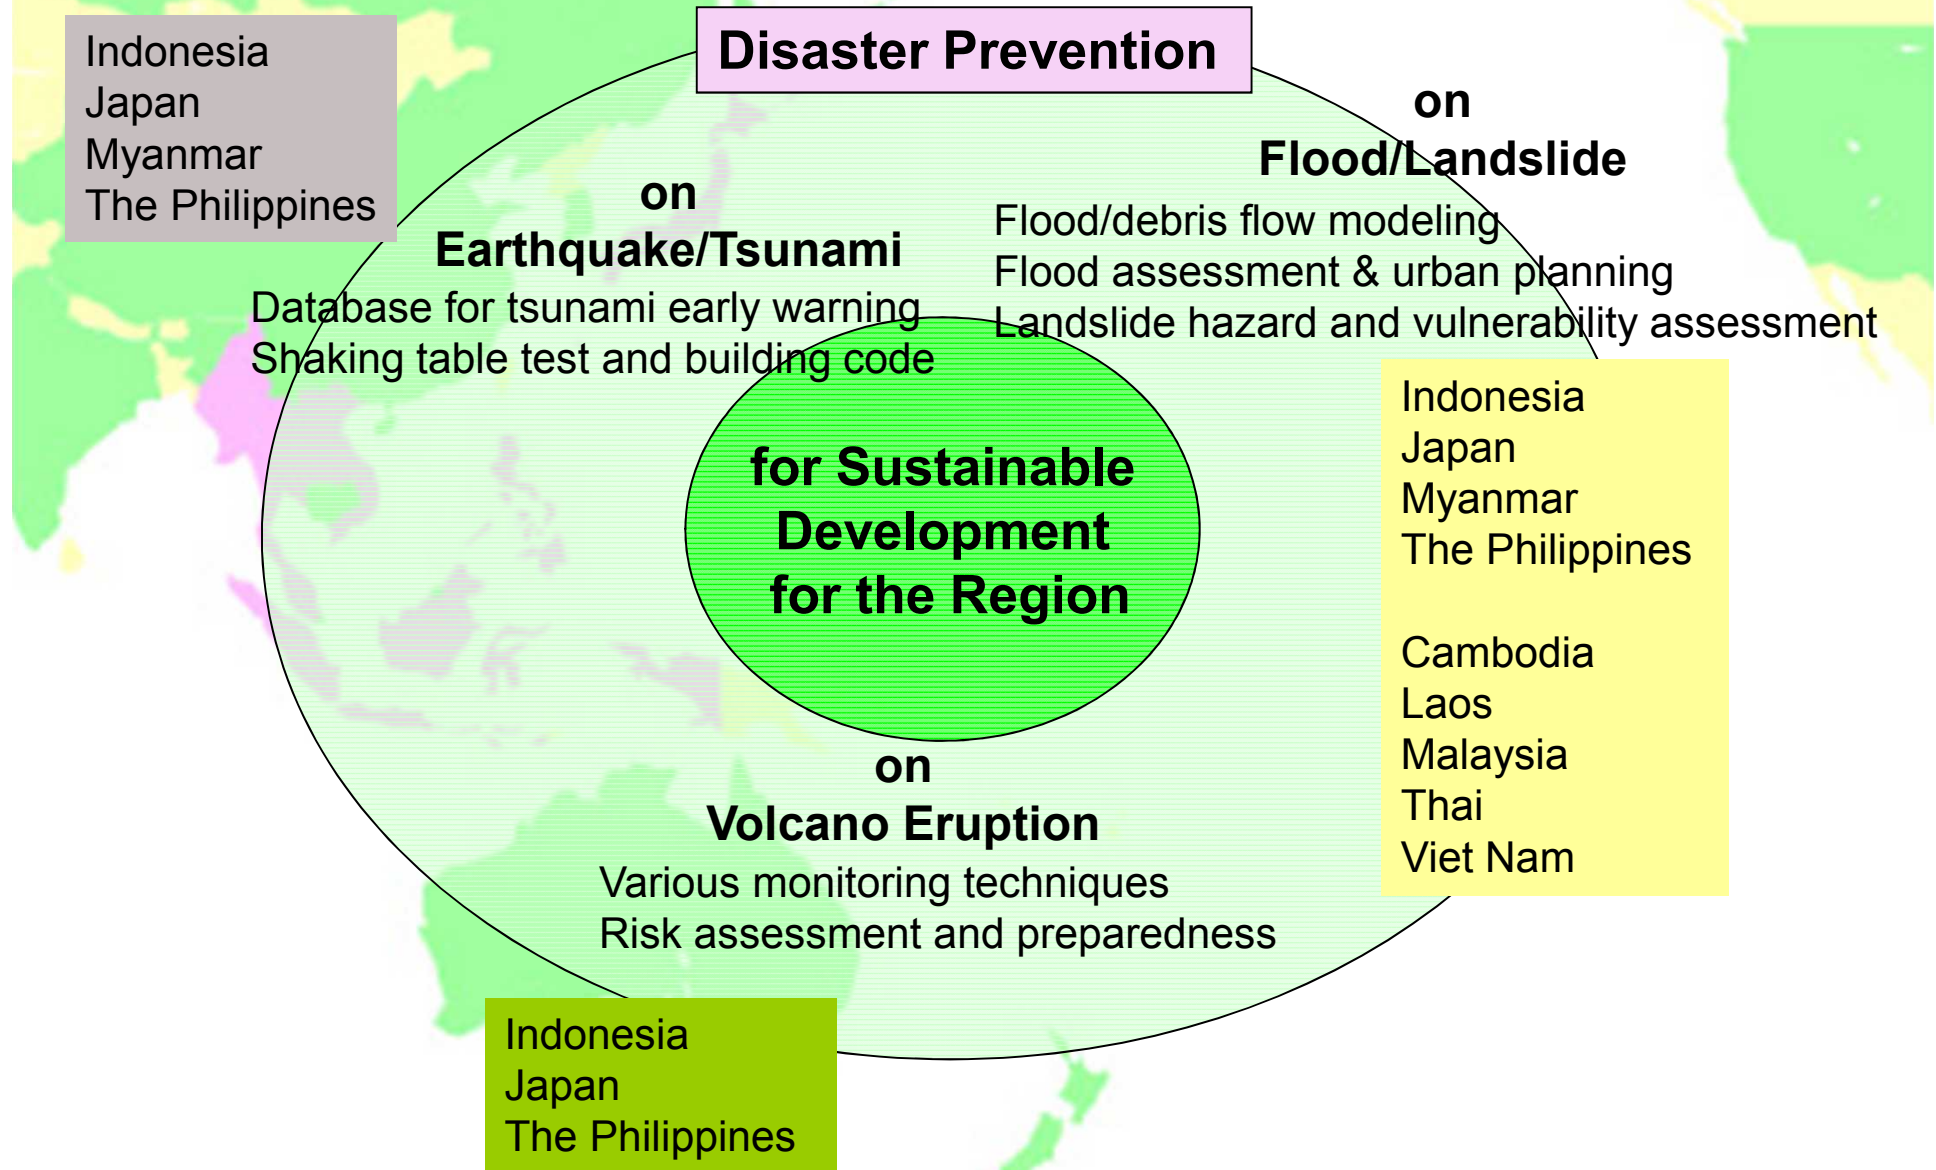 Disaster Prevention
Indonesia
Japan
Myanmar
The Philippines
on
Earthquake/Tsunami
Database for tsunami early warning
Shaking table test and building code
on
Flood/Landslide
Flood/debris flow modeling
Flood assessment & urban planning
Landslide hazard and vulnerability assessment
Indonesia
Japan
Myanmar
The Philippines
Cambodia
Laos
Malaysia
Thai
Viet Nam
for Sustainable
Development
for the Region
on
Volcano Eruption
Various monitoring techniques
Risk assessment and preparedness
Indonesia
Japan
The Philippines